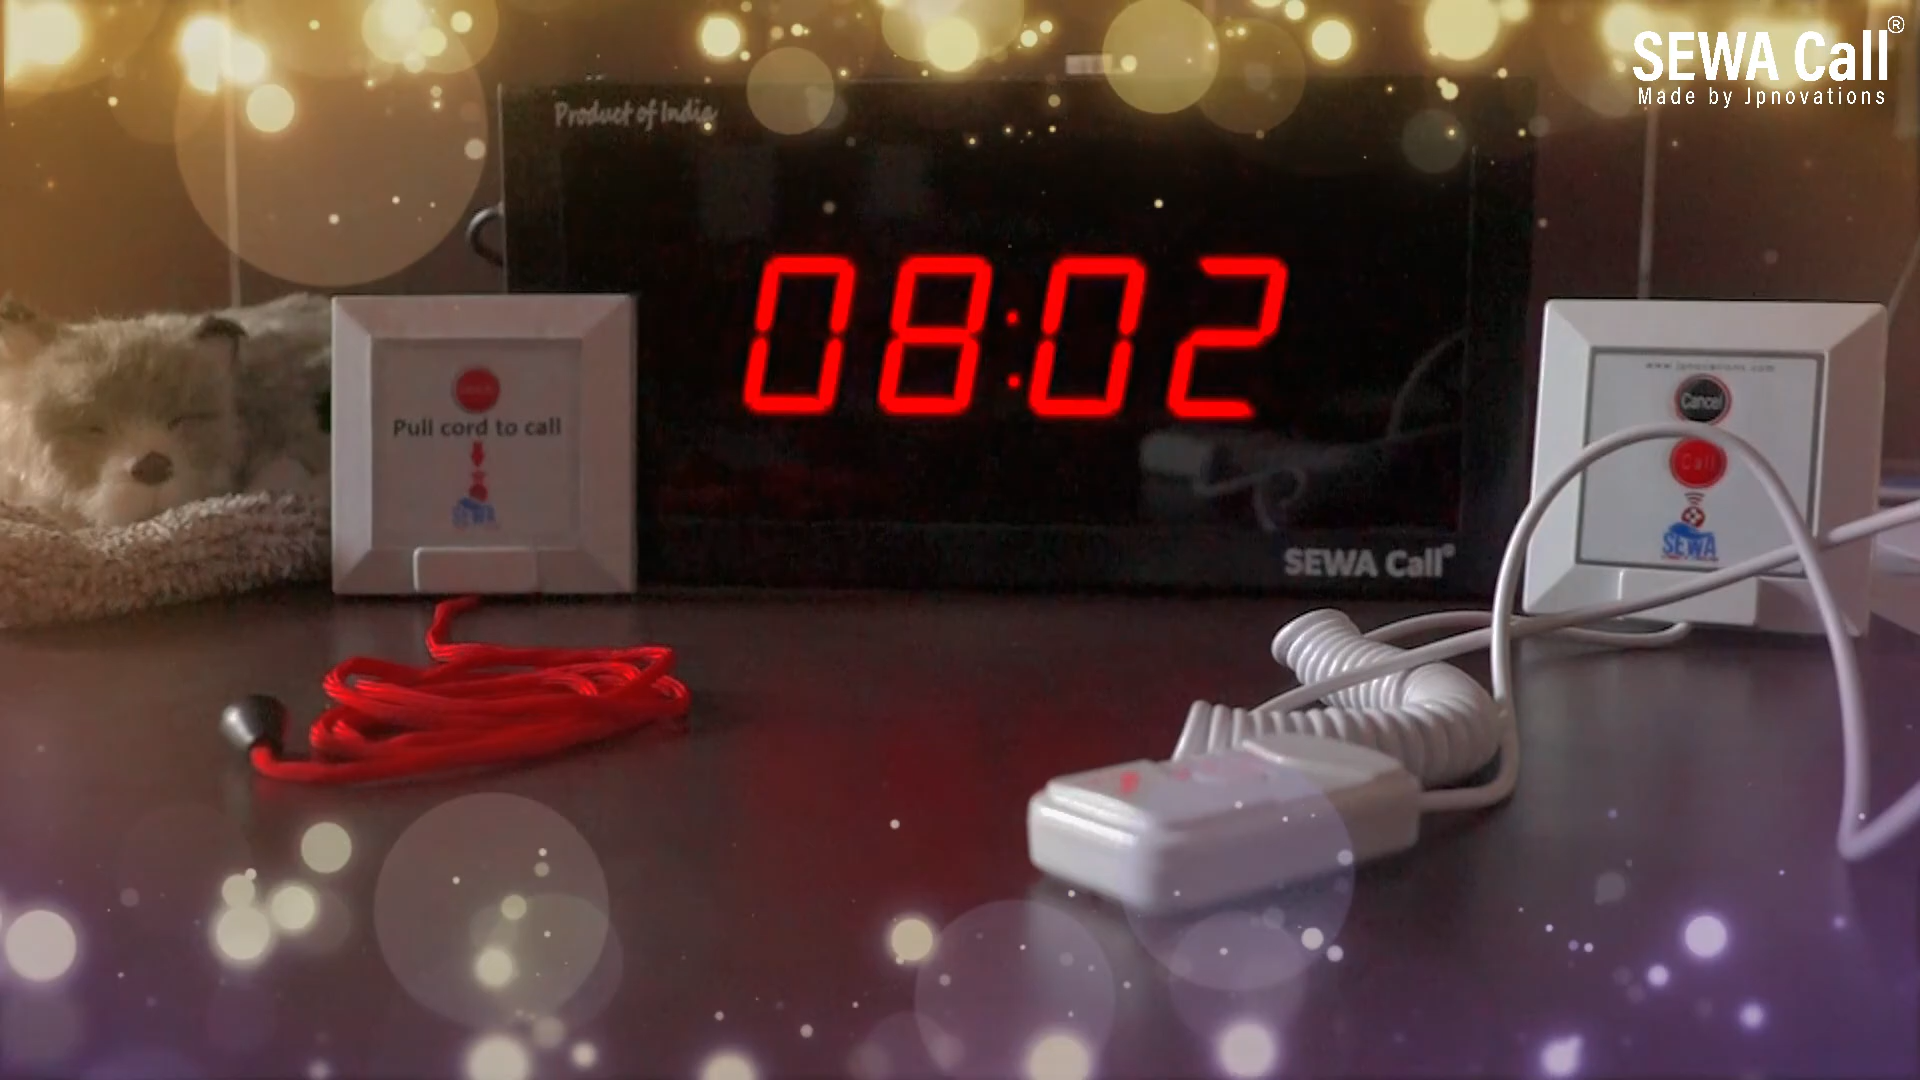 SEWA Call®
Made by Jpnovations
Product of India
08:02
Pull cord to call
SEWA
SEWA Call®
Cancel
Call
SEWA